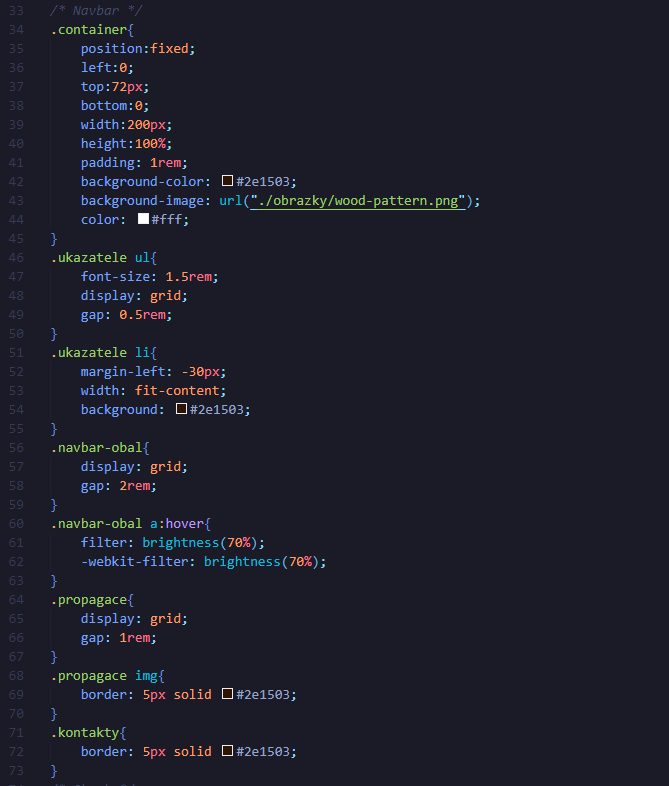 33 /* Navbar */
34 .container{
35 position:fixed;
36 left:0;
37 top:72px;
38 bottom:0;
39 width:200px;
40 height:100%;
41 padding: 1rem;
42 background-color: #2e1503;
43 background-image: url("./obrazky/wood-pattern.png");
44 color: #fff;
45 }
46 .ukazatele ul{
47 font-size: 1.5rem;
48 display: grid;
49 gap: 0.5rem;
50 }
51 .ukazatele li{
52 margin-left: -30px;
53 width: fit-content;
54 background: #2e1503;
55 }
56 .navbar-obal{
57 display: grid;
58 gap: 2rem;
59 }
60 .navbar-obal a:hover{
61 filter: brightness(70%);
62 -webkit-filter: brightness(70%);
63 }
64 .propagace{
65 display: grid;
66 gap: 1rem;
67 }
68 .propagace img{
69 border: 5px solid #2e1503;
70 }
71 .kontakty{
72 border: 5px solid #2e1503;
73 }